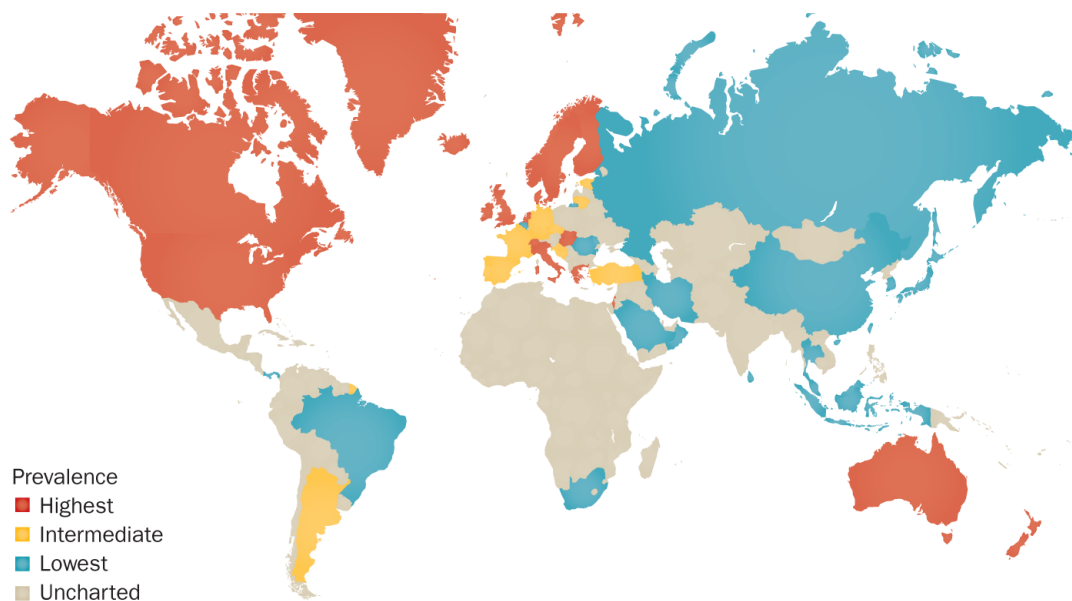 Prevalence
Highest
Intermediate
Lowest
Uncharted